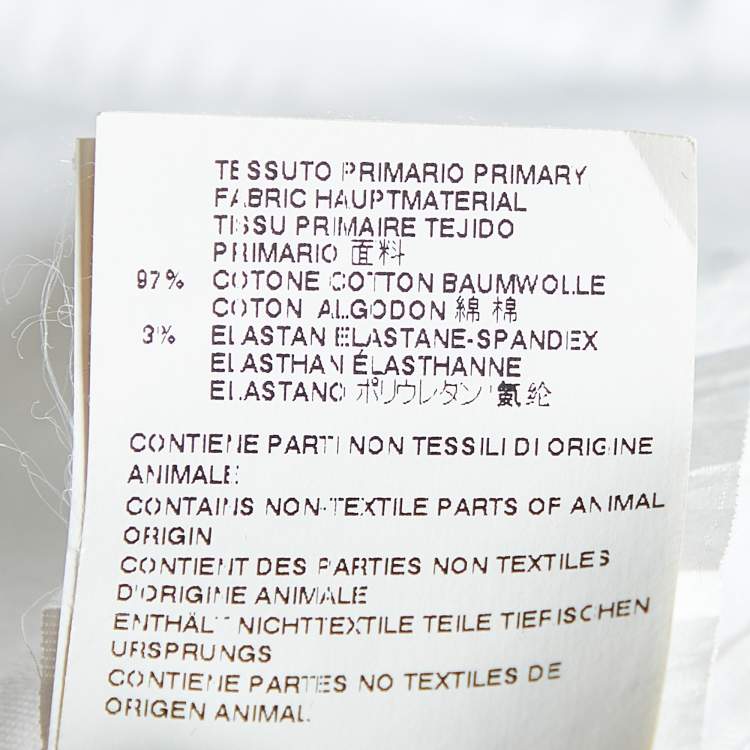 TESSUTO PRIMARIO PRIMARY
FABRIC HAUPTMATERIAL
TISSU PRIMAIRE TEJIDO
PRIMARIO 面料
97% COTONE COTTON BAUMWOLLE
COTON ALGODON 綿 棉
3% ELASTAN ELASTANE-SPANDEX
ELASTHAN ÉLASTHANNE
ELASTANO ポリウレタン 氨纶
CONTIENE PARTI NON TESSILI DI ORIGINE
ANIMALE
CONTAINS NON-TEXTILE PARTS OF ANIMAL
ORIGIN
CONTIENT DES PARTIES NON TEXTILES
D'ORIGINE ANIMALE
ENTHÄLT NICHTTEXTILE TEILE TIERISCHEN
URSPRUNGS
CONTIENE PARTES NO TEXTILES DE
ORIGEN ANIMAL.